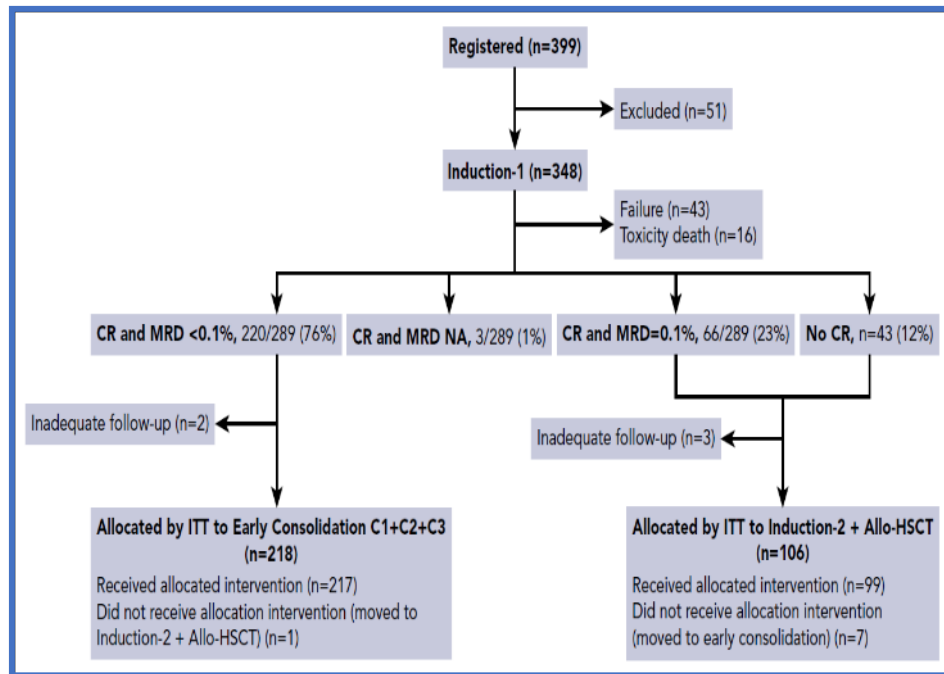 Registered (n=399)
Excluded (n=51)
Induction-1 (n=348)
Failure (n=43)
Toxicity death (n=16)
CR and MRD <0.1%, 220/289 (76%)
CR and MRD NA, 3/289 (1%)
CR and MRD=0.1%, 66/289 (23%)
No CR, n=43 (12%)
Inadequate follow-up (n=2)
Inadequate follow-up (n=3)
Allocated by ITT to Early Consolidation C1+C2+C3
(n=218)
Received allocated intervention (n=217)
Did not receive allocation intervention (moved to
Induction-2 + Allo-HSCT) (n=1)
Allocated by ITT to Induction-2 + Allo-HSCT
(n=106)
Received allocated intervention (n=99)
Did not receive allocation intervention
(moved to early consolidation) (n=7)